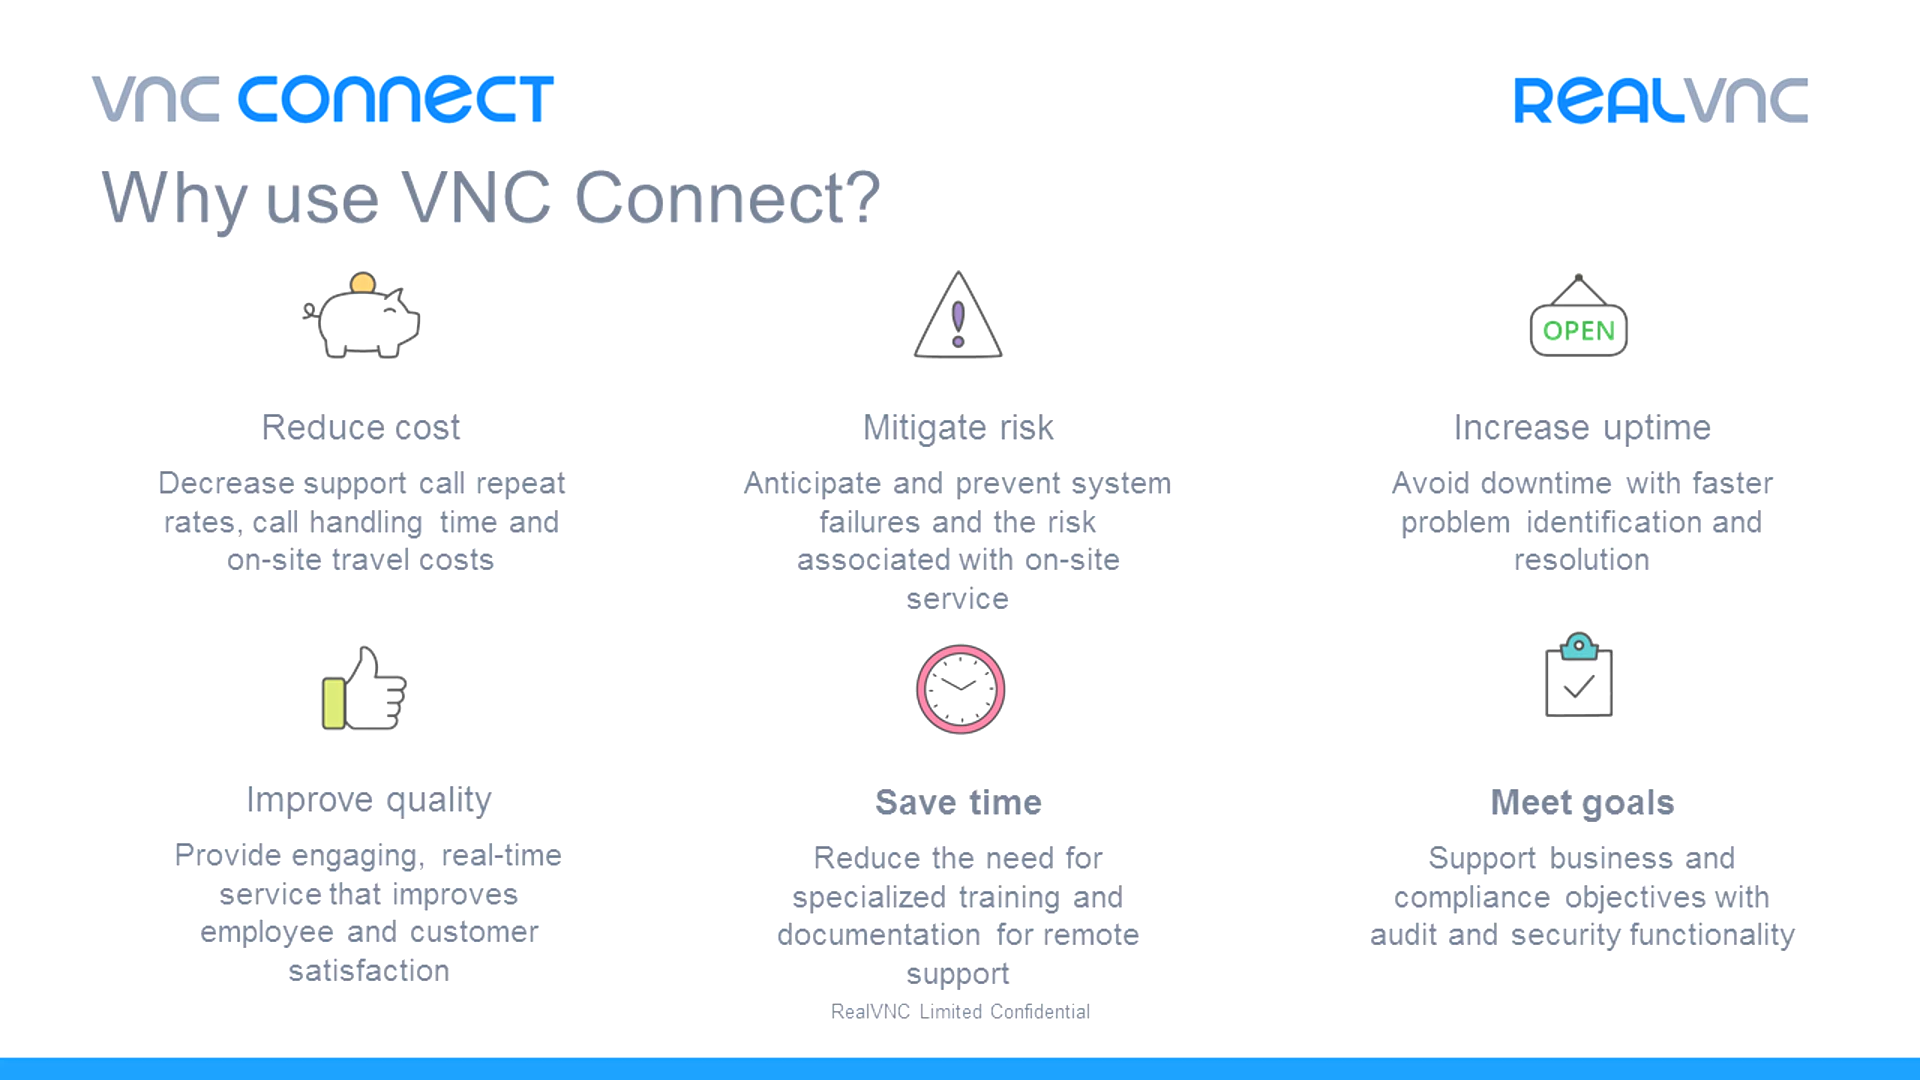 VNC CONNECT
REALVNC
Why use VNC Connect?
OPEN
Reduce cost
Decrease support call repeat
rates, call handling time and
on-site travel costs
Mitigate risk
Anticipate and prevent system
failures and the risk
associated with on-site
service
Increase uptime
Avoid downtime with faster
problem identification and
resolution
Improve quality
Provide engaging, real-time
service that improves
employee and customer
satisfaction
Save time
Reduce the need for
specialized training and
documentation for remote
support
Meet goals
Support business and
compliance objectives with
audit and security functionality
RealVNC Limited Confidential